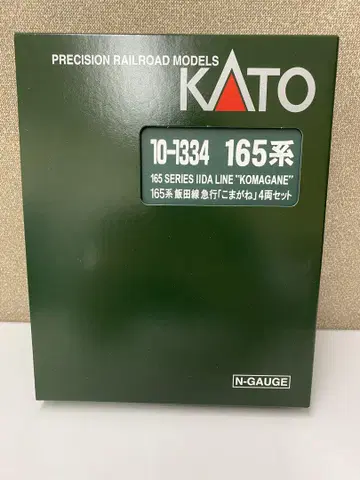 PRECISION RAILROAD MODELS
KATO
10-1334 165系
165 SERIES IIDA LINE "KOMAGANE"
165系 飯田線 急行「こまがね」4両セット
N-GAUGE